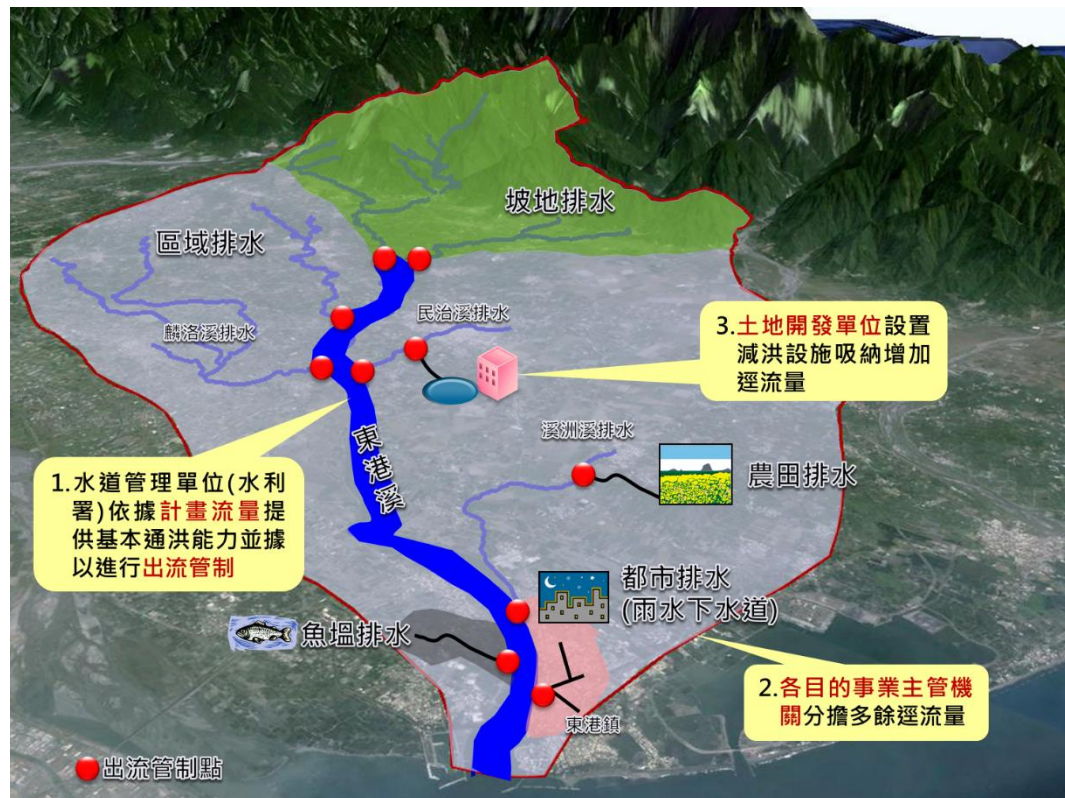 坡地排水
區域排水
民治溪排水
麟洛溪排水
3.土地開發單位設置
減洪設施吸納增加
逕流量
東港溪
溪洲溪排水
農田排水
1.水道管理單位(水利
署)依據計畫流量提
供基本通洪能力並據
以進行出流管制
都市排水
(雨水下水道)
魚塭排水
2.各目的事業主管機
關分擔多餘逕流量
東港鎮
出流管制點